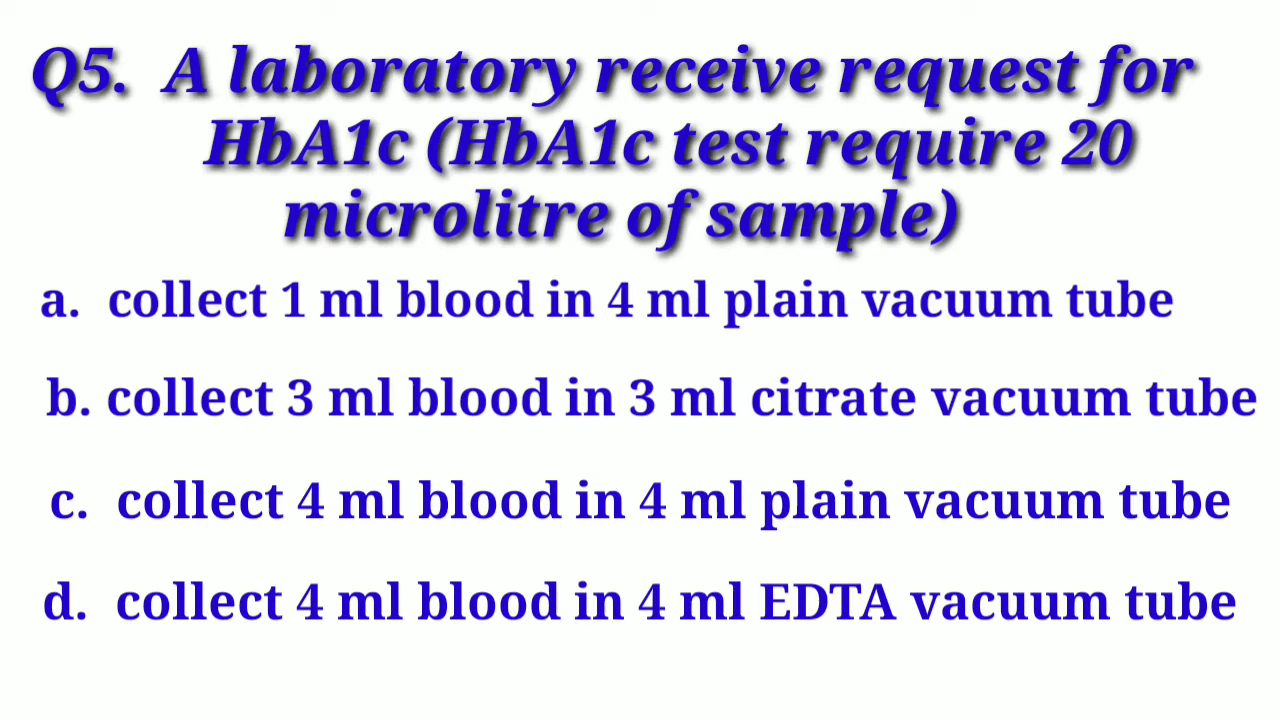 Q5. A laboratory receive request for
HbA1c (HbA1c test require 20
microlitre of sample)
a. collect 1 ml blood in 4 ml plain vacuum tube
b. collect 3 ml blood in 3 ml citrate vacuum tube
c. collect 4 ml blood in 4 ml plain vacuum tube
d. collect 4 ml blood in 4 ml EDTA vacuum tube